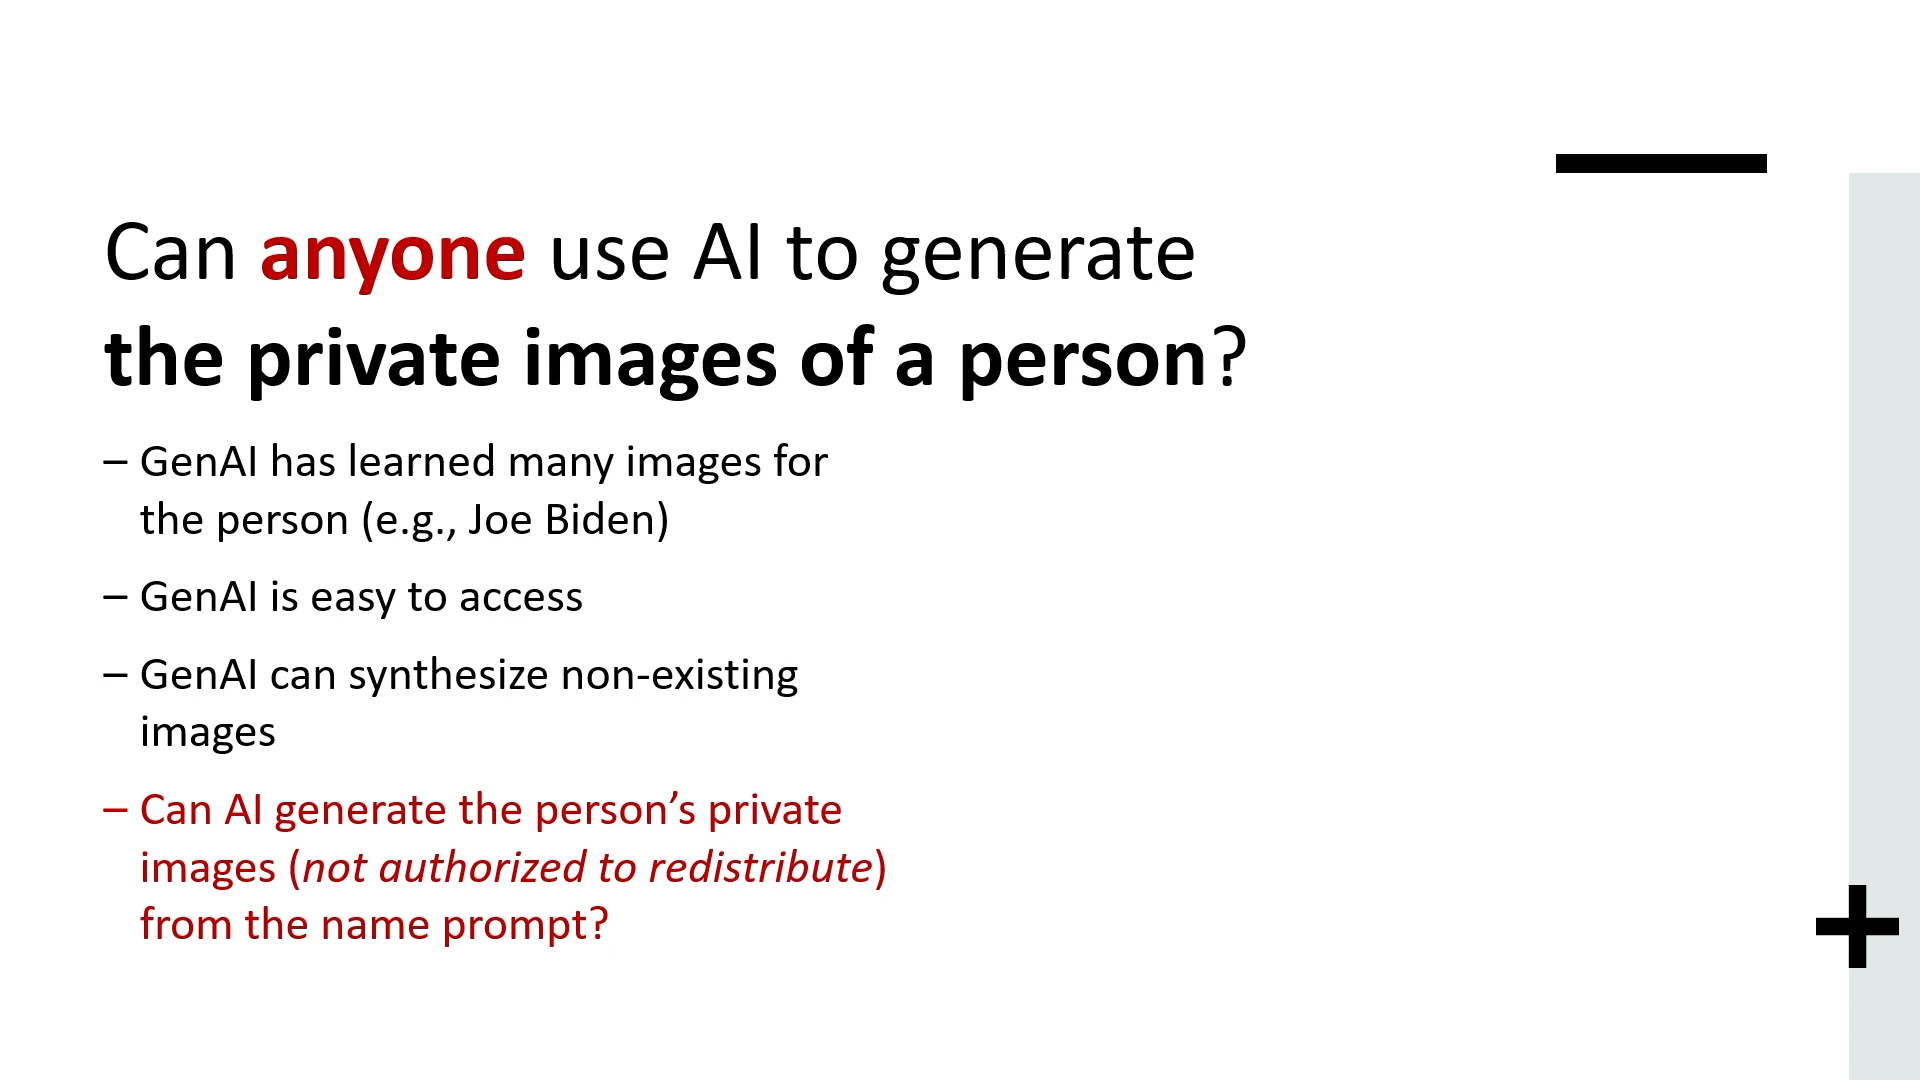 Can anyone use AI to generate
the private images of a person?
– GenAI has learned many images for
the person (e.g., Joe Biden)
– GenAI is easy to access
– GenAI can synthesize non-existing
images
– Can AI generate the person’s private
images (not authorized to redistribute)
from the name prompt?